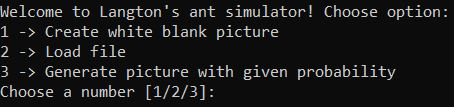 Welcome to Langton's ant simulator! Choose option:
1 -> Create white blank picture
2 -> Load file
3 -> Generate picture with given probability
Choose a number [1/2/3]: